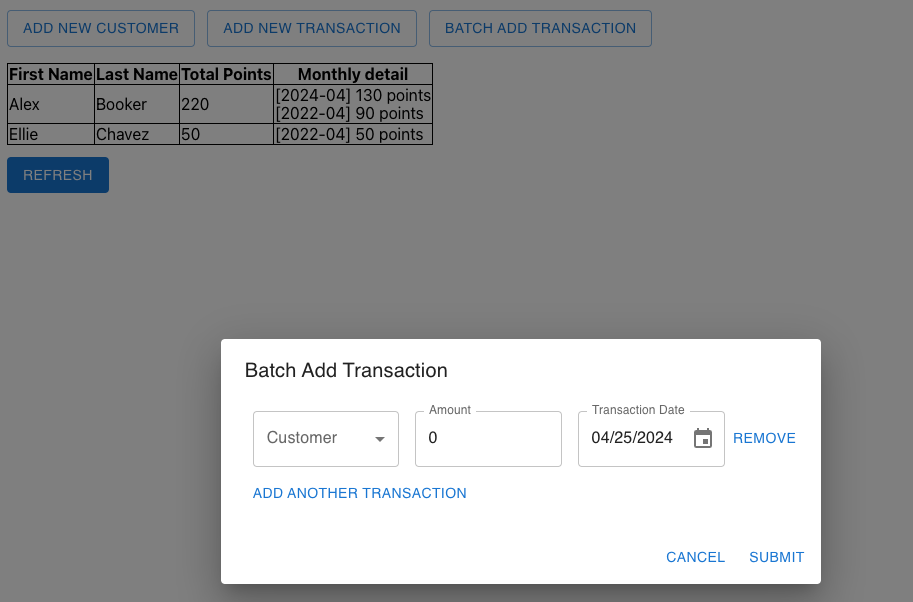 ADD NEW CUSTOMER ADD NEW TRANSACTION BATCH ADD TRANSACTION
First Name Last Name Total Points Monthly detail
Alex Booker 220 [2024-04] 130 points
[2022-04] 90 points
Ellie Chavez 50 [2022-04] 50 points
REFRESH
Batch Add Transaction
Amount Transaction Date
Customer 0 04/25/2024 REMOVE
ADD ANOTHER TRANSACTION
CANCEL SUBMIT